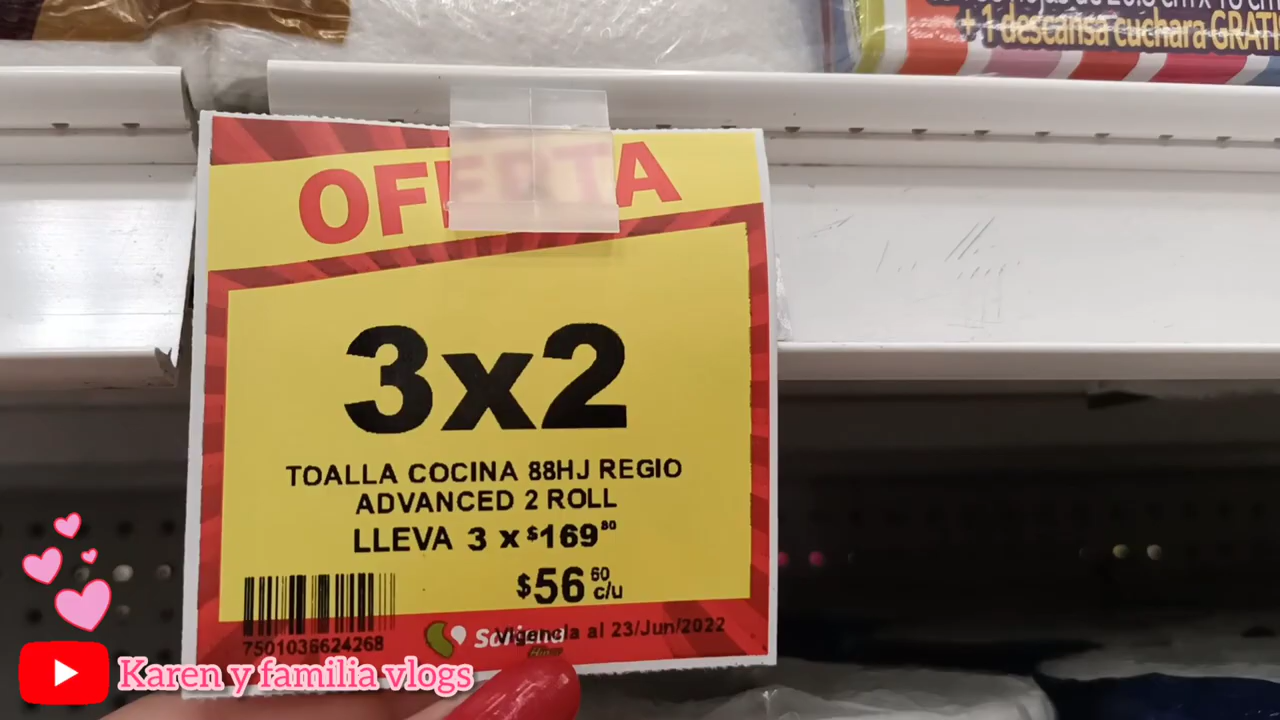 + 1 descansa cuchara GRATI
OFERTA
3x2
TOALLA COCINA 88HJ REGIO
ADVANCED 2 ROLL
LLEVA 3 x $169 80
$56 60 c/u
7501036624268
Soriana Vigencia al 23/Jun/2022
Karen y familia vlogs